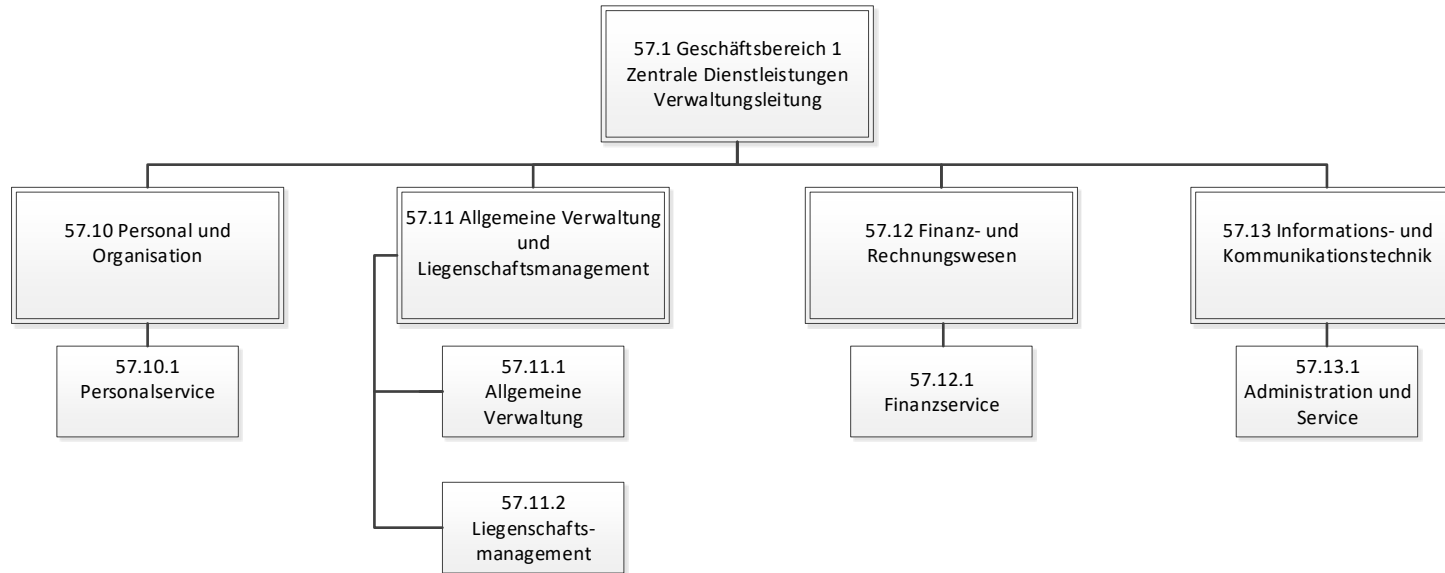 57.1 Geschäftsbereich 1
Zentrale Dienstleistungen
Verwaltungsleitung
57.10 Personal und
Organisation
57.11 Allgemeine Verwaltung
und
Liegenschaftsmanagement
57.12 Finanz- und
Rechnungswesen
57.13 Informations- und
Kommunikationstechnik
57.10.1
Personalservice
57.11.1
Allgemeine
Verwaltung
57.12.1
Finanzservice
57.13.1
Administration und
Service
57.11.2
Liegenschafts-
management